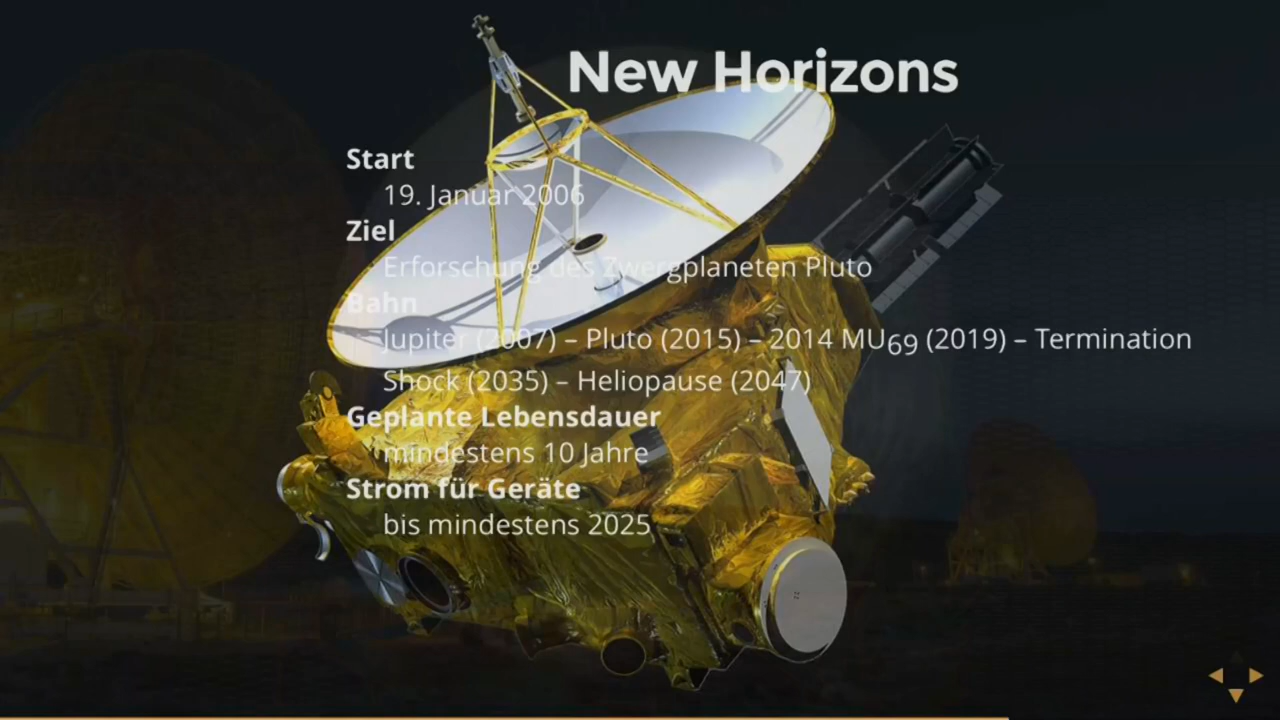 New Horizons
Start
19. Januar 2006
Ziel
Erforschung des Zwergplaneten Pluto
Bahn
Jupiter (2007) – Pluto (2015) – 2014 MU69 (2019) – Termination
Shock (2035) – Heliopause (2047)
Geplante Lebensdauer
mindestens 10 Jahre
Strom für Geräte
bis mindestens 2025